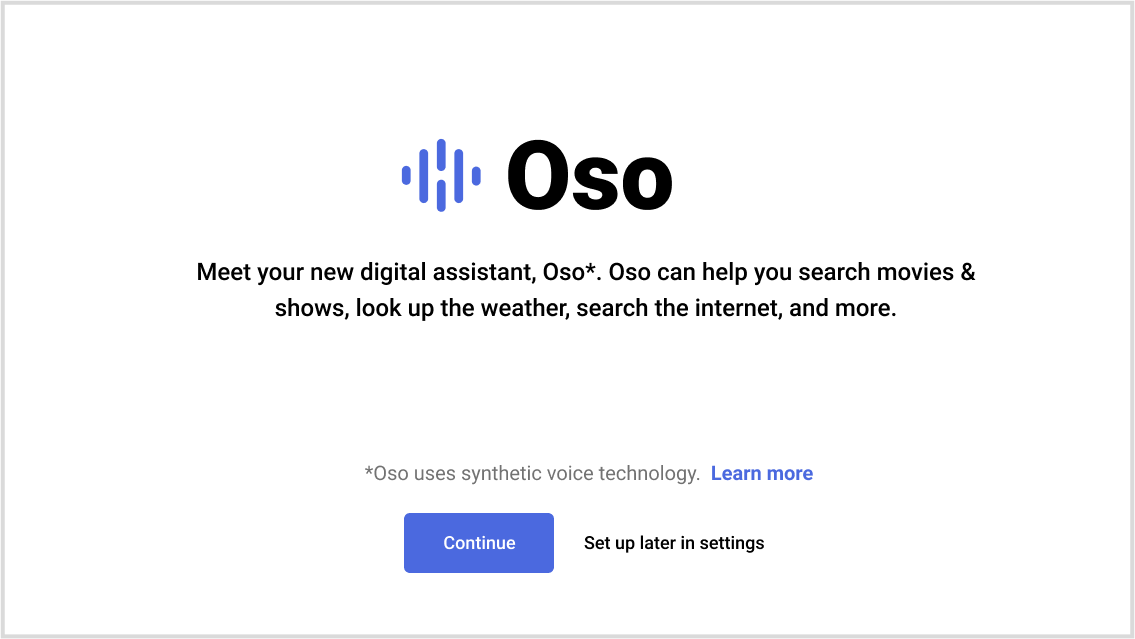 Oso
Meet your new digital assistant, Oso*. Oso can help you search movies &
shows, look up the weather, search the internet, and more.
*Oso uses synthetic voice technology. Learn more
Continue
Set up later in settings